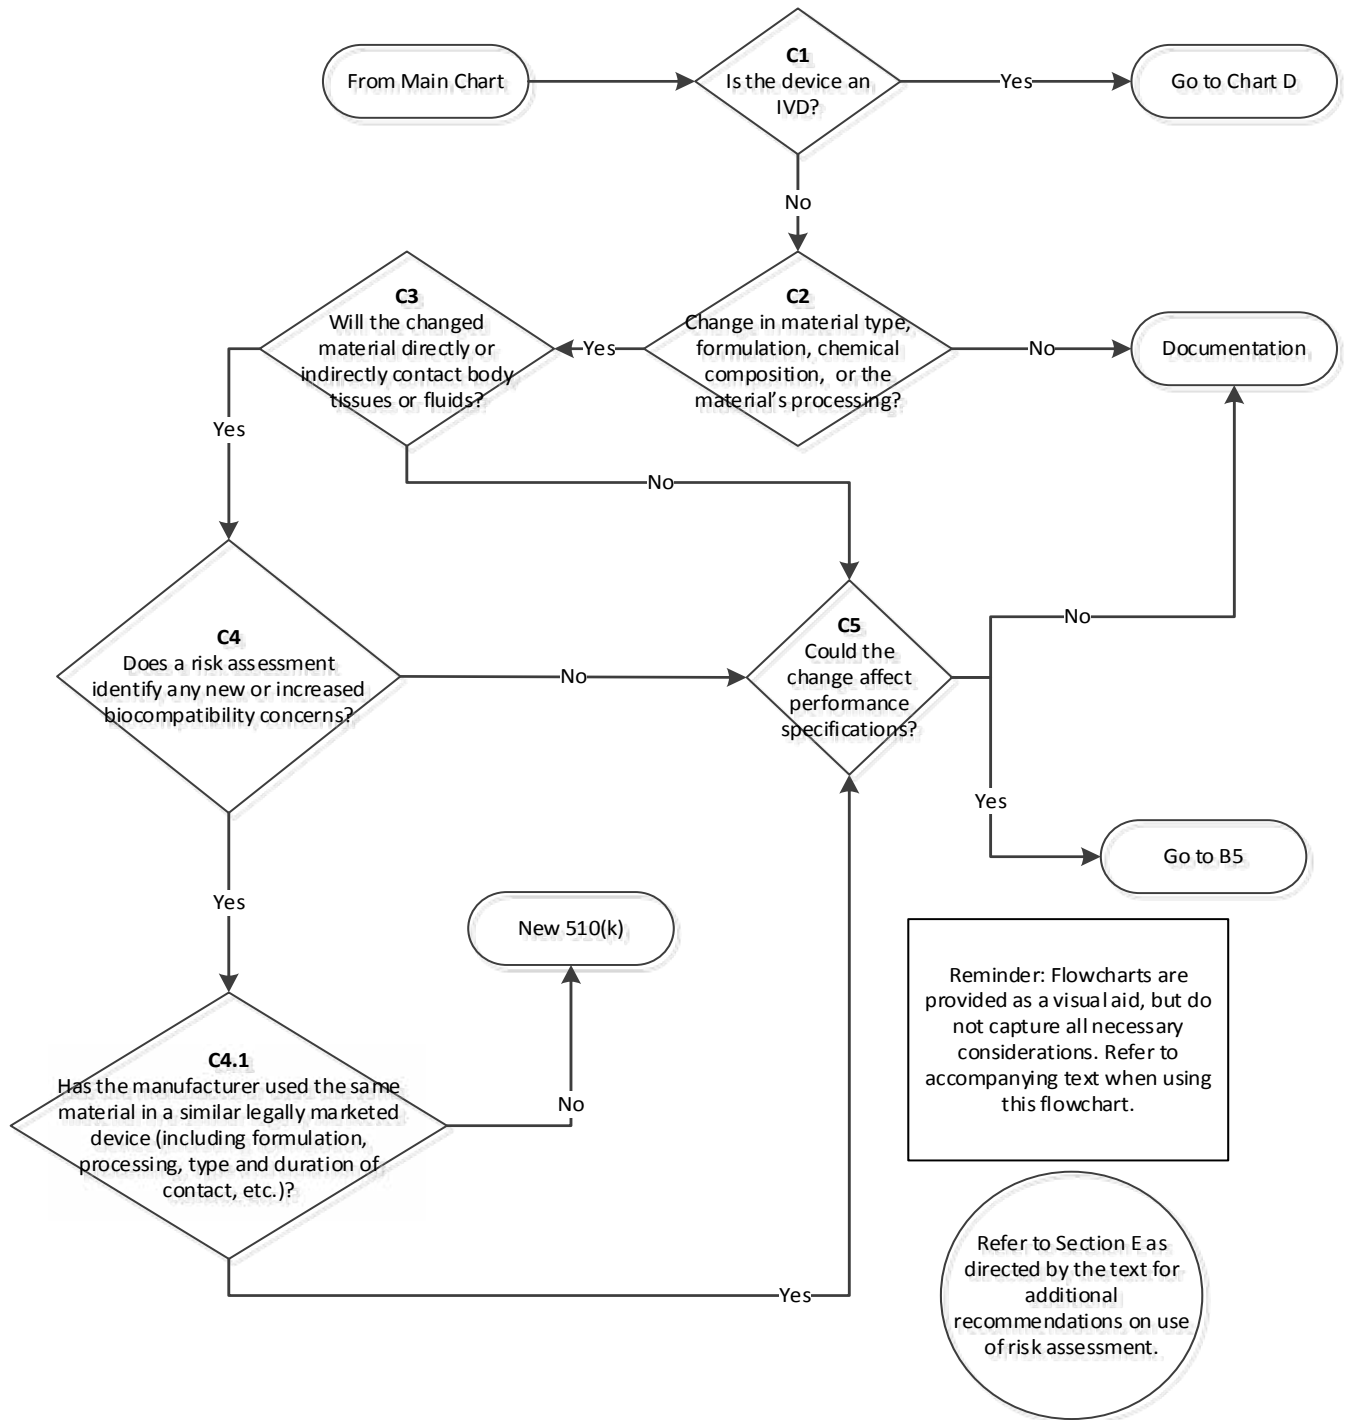 From Main Chart
C1
Is the device an
IVD?
Yes
Go to Chart D
No
C3
Will the changed
material directly or
indirectly contact body
tissues or fluids?
Yes
C2
Change in material type,
formulation, chemical
composition, or the
material's processing?
No
Documentation
Yes
No
C4
Does a risk assessment
identify any new or increased
biocompatibility concerns?
No
C5
Could the
change affect
performance
specifications?
No
Yes
Go to B5
Yes
New 510(k)
C4.1
Has the manufacturer used the same
material in a similar legally marketed
device (including formulation,
processing, type and duration of
contact, etc.)?
No
Yes
Reminder: Flowcharts are
provided as a visual aid, but do
not capture all necessary
considerations. Refer to
accompanying text when using
this flowchart.
Refer to Section E as
directed by the text for
additional
recommendations on use
of risk assessment.